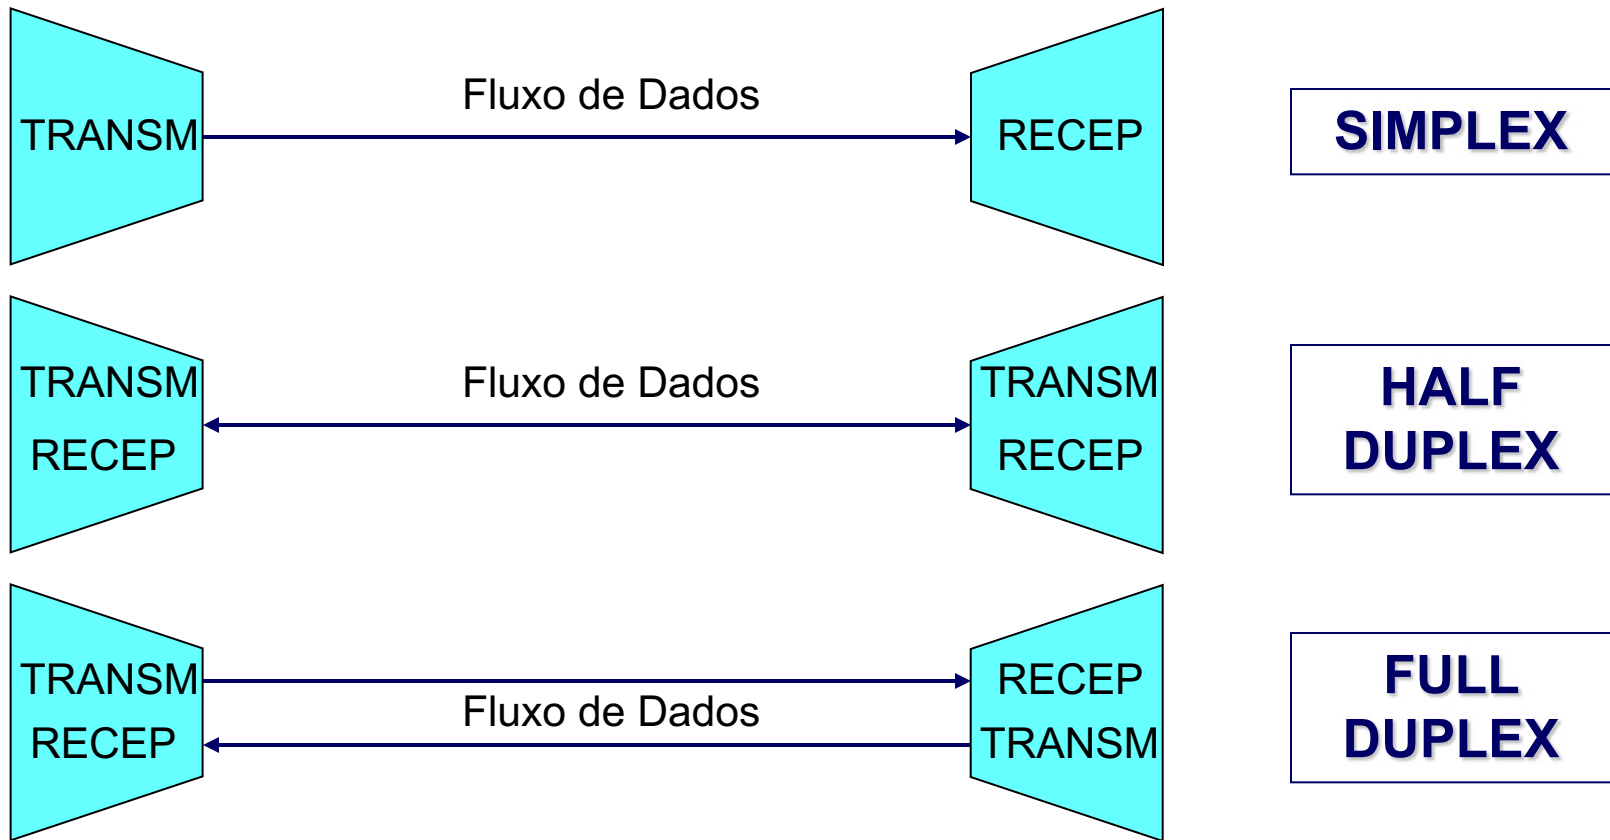 TRANSM
Fluxo de Dados
RECEP
SIMPLEX
TRANSM
RECEP
Fluxo de Dados
TRANSM
RECEP
HALF
DUPLEX
TRANSM
RECEP
Fluxo de Dados
RECEP
TRANSM
FULL
DUPLEX